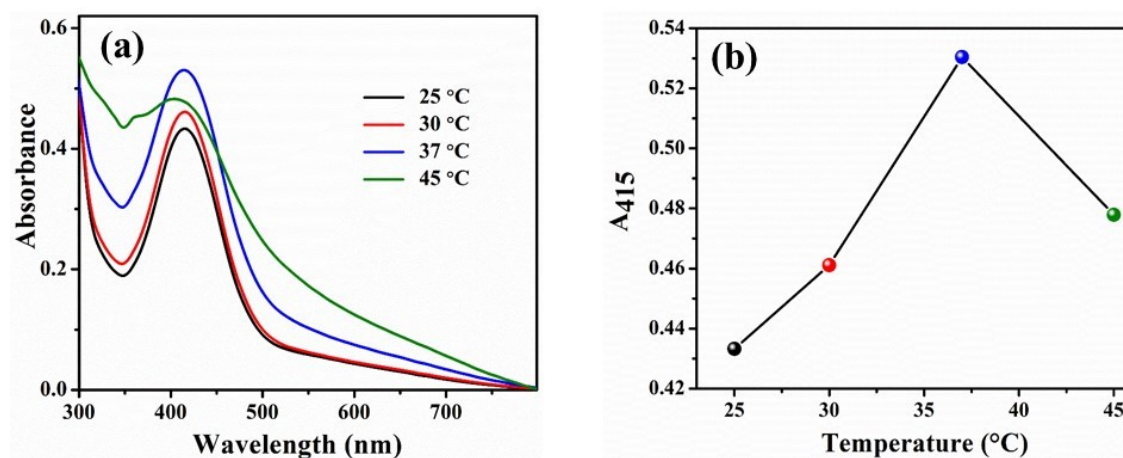 (a)
25 °C
30 °C
37 °C
45 °C
Absorbance
0.6
0.4
0.2
0.0
300 400 500 600 700
Wavelength (nm)
(b)
A415
0.54
0.52
0.50
0.48
0.46
0.44
0.42
25 30 35 40 45
Temperature (°C)